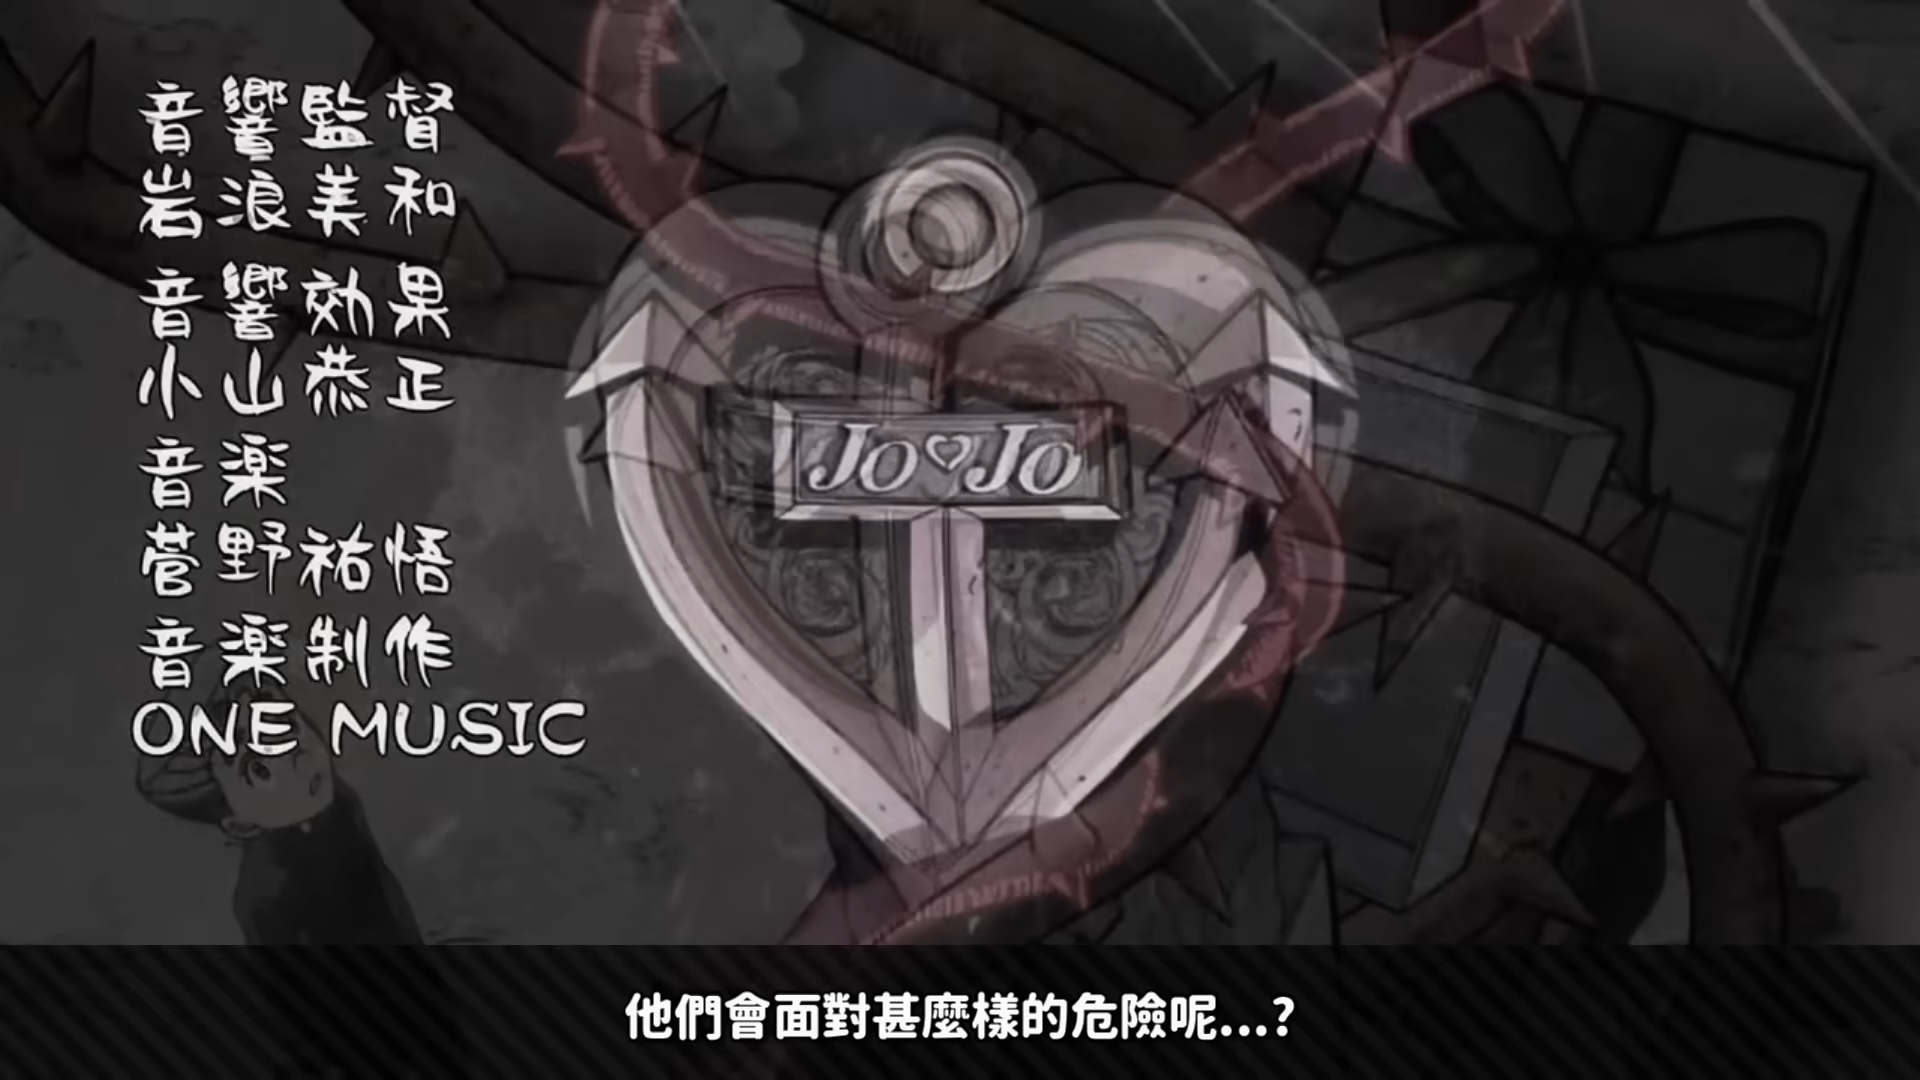 音響監督
岩浪美和
音響効果
小山恭正
音楽
菅野祐悟
音楽制作
ONE MUSIC
Jo♡Jo
他們會面對甚麼樣的危險呢...?